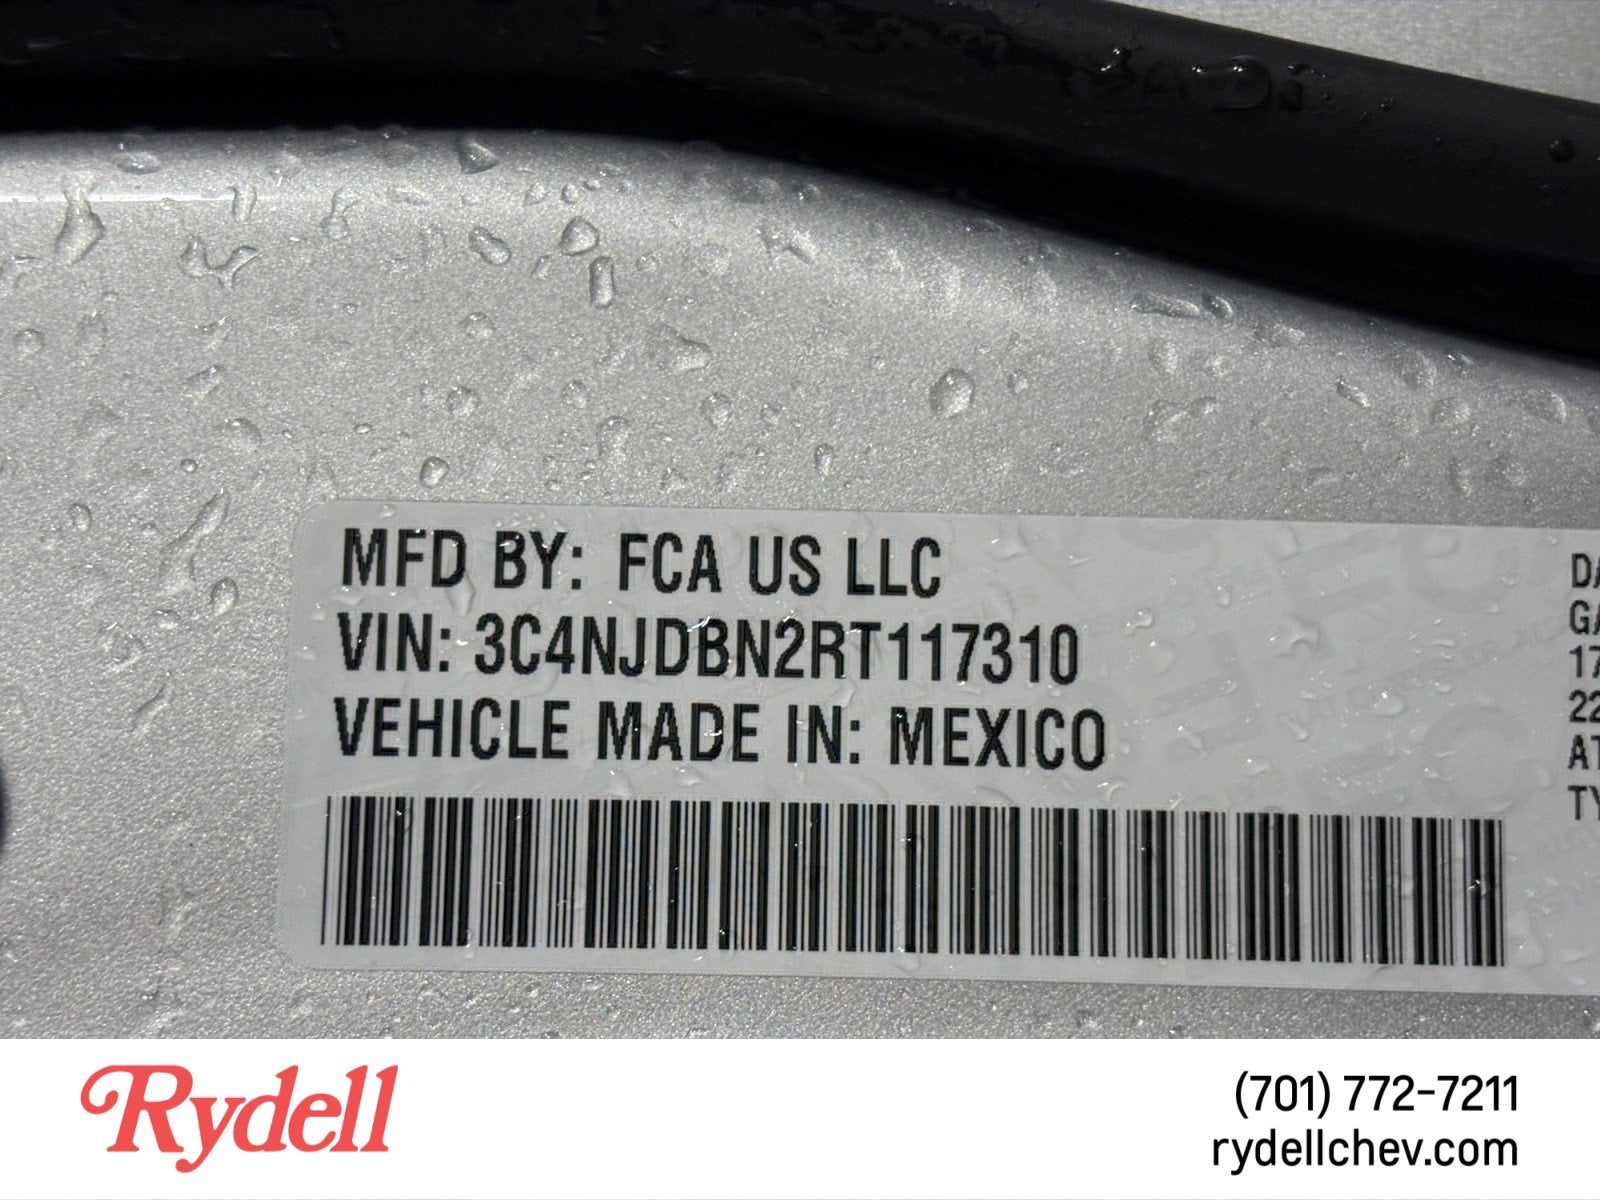 MFD BY: FCA US LLC
VIN: 3C4NJDBN2RT117310
VEHICLE MADE IN: MEXICO
Rydell
(701) 772-7211
rydellchev.com